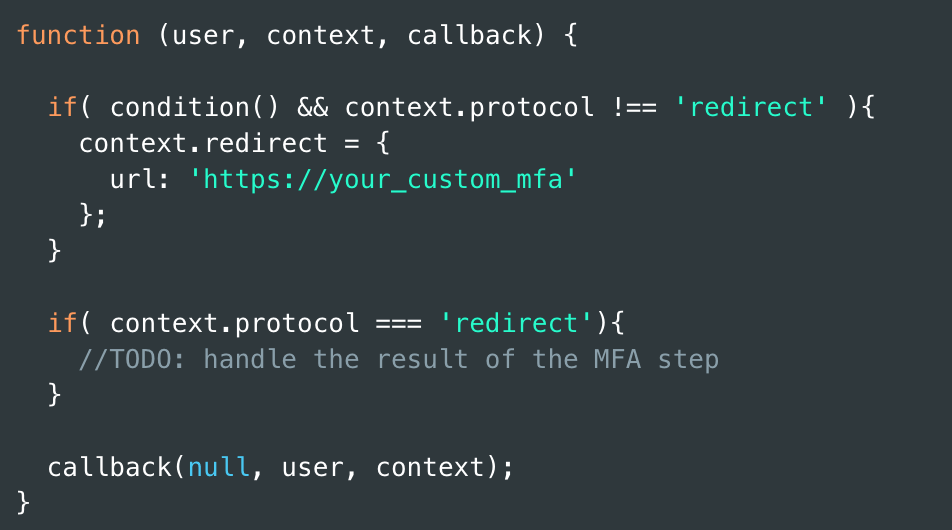 function (user, context, callback) {
if( condition() && context.protocol !== 'redirect' ){
context.redirect = {
url: 'https://your_custom_mfa'
};
}
if( context.protocol === 'redirect'){
//TODO: handle the result of the MFA step
}
callback(null, user, context);
}